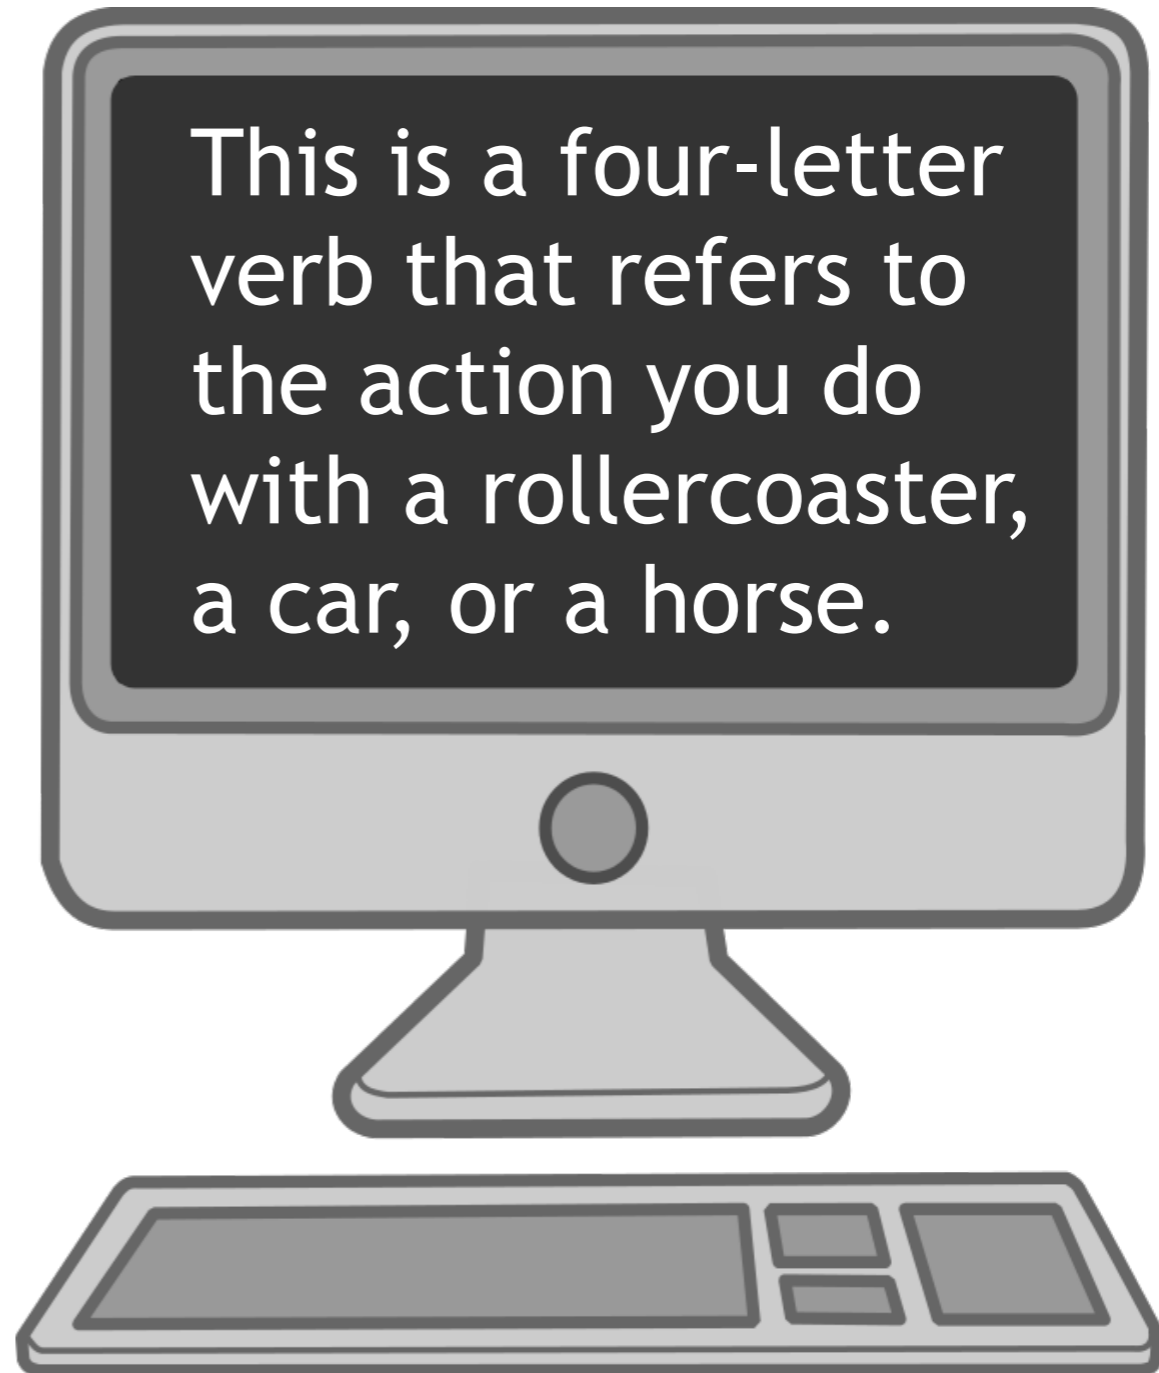 This is a four-letter
verb that refers to
the action you do
with a rollercoaster,
a car, or a horse.